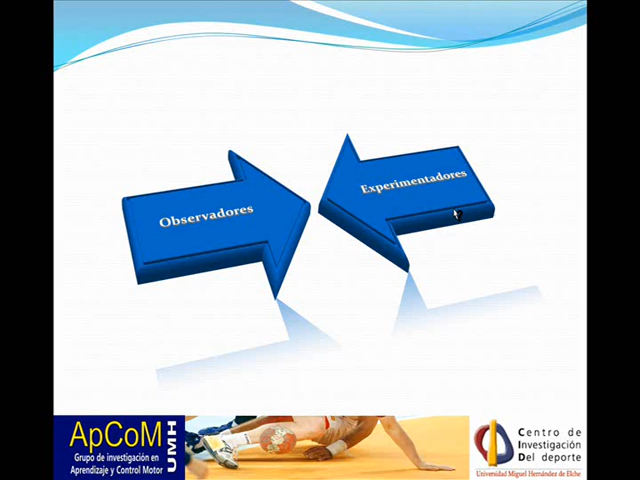 Observadores
Experimentadores
ApCoM
UMH
Grupo de investigación en
Aprendizaje y Control Motor
Centro de
Investigación
Del deporte
Universidad Miguel Hernández de Elche